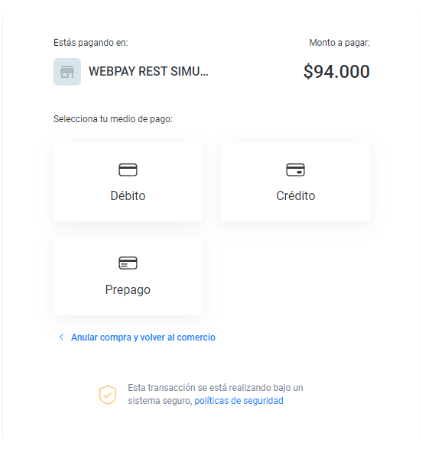 Estás pagando en:
Monto a pagar:
WEBPAY REST SIMU...
$94.000
Selecciona tu medio de pago:
Débito
Crédito
Prepago
< Anular compra y volver al comercio
Esta transacción se está realizando bajo un
sistema seguro, políticas de seguridad